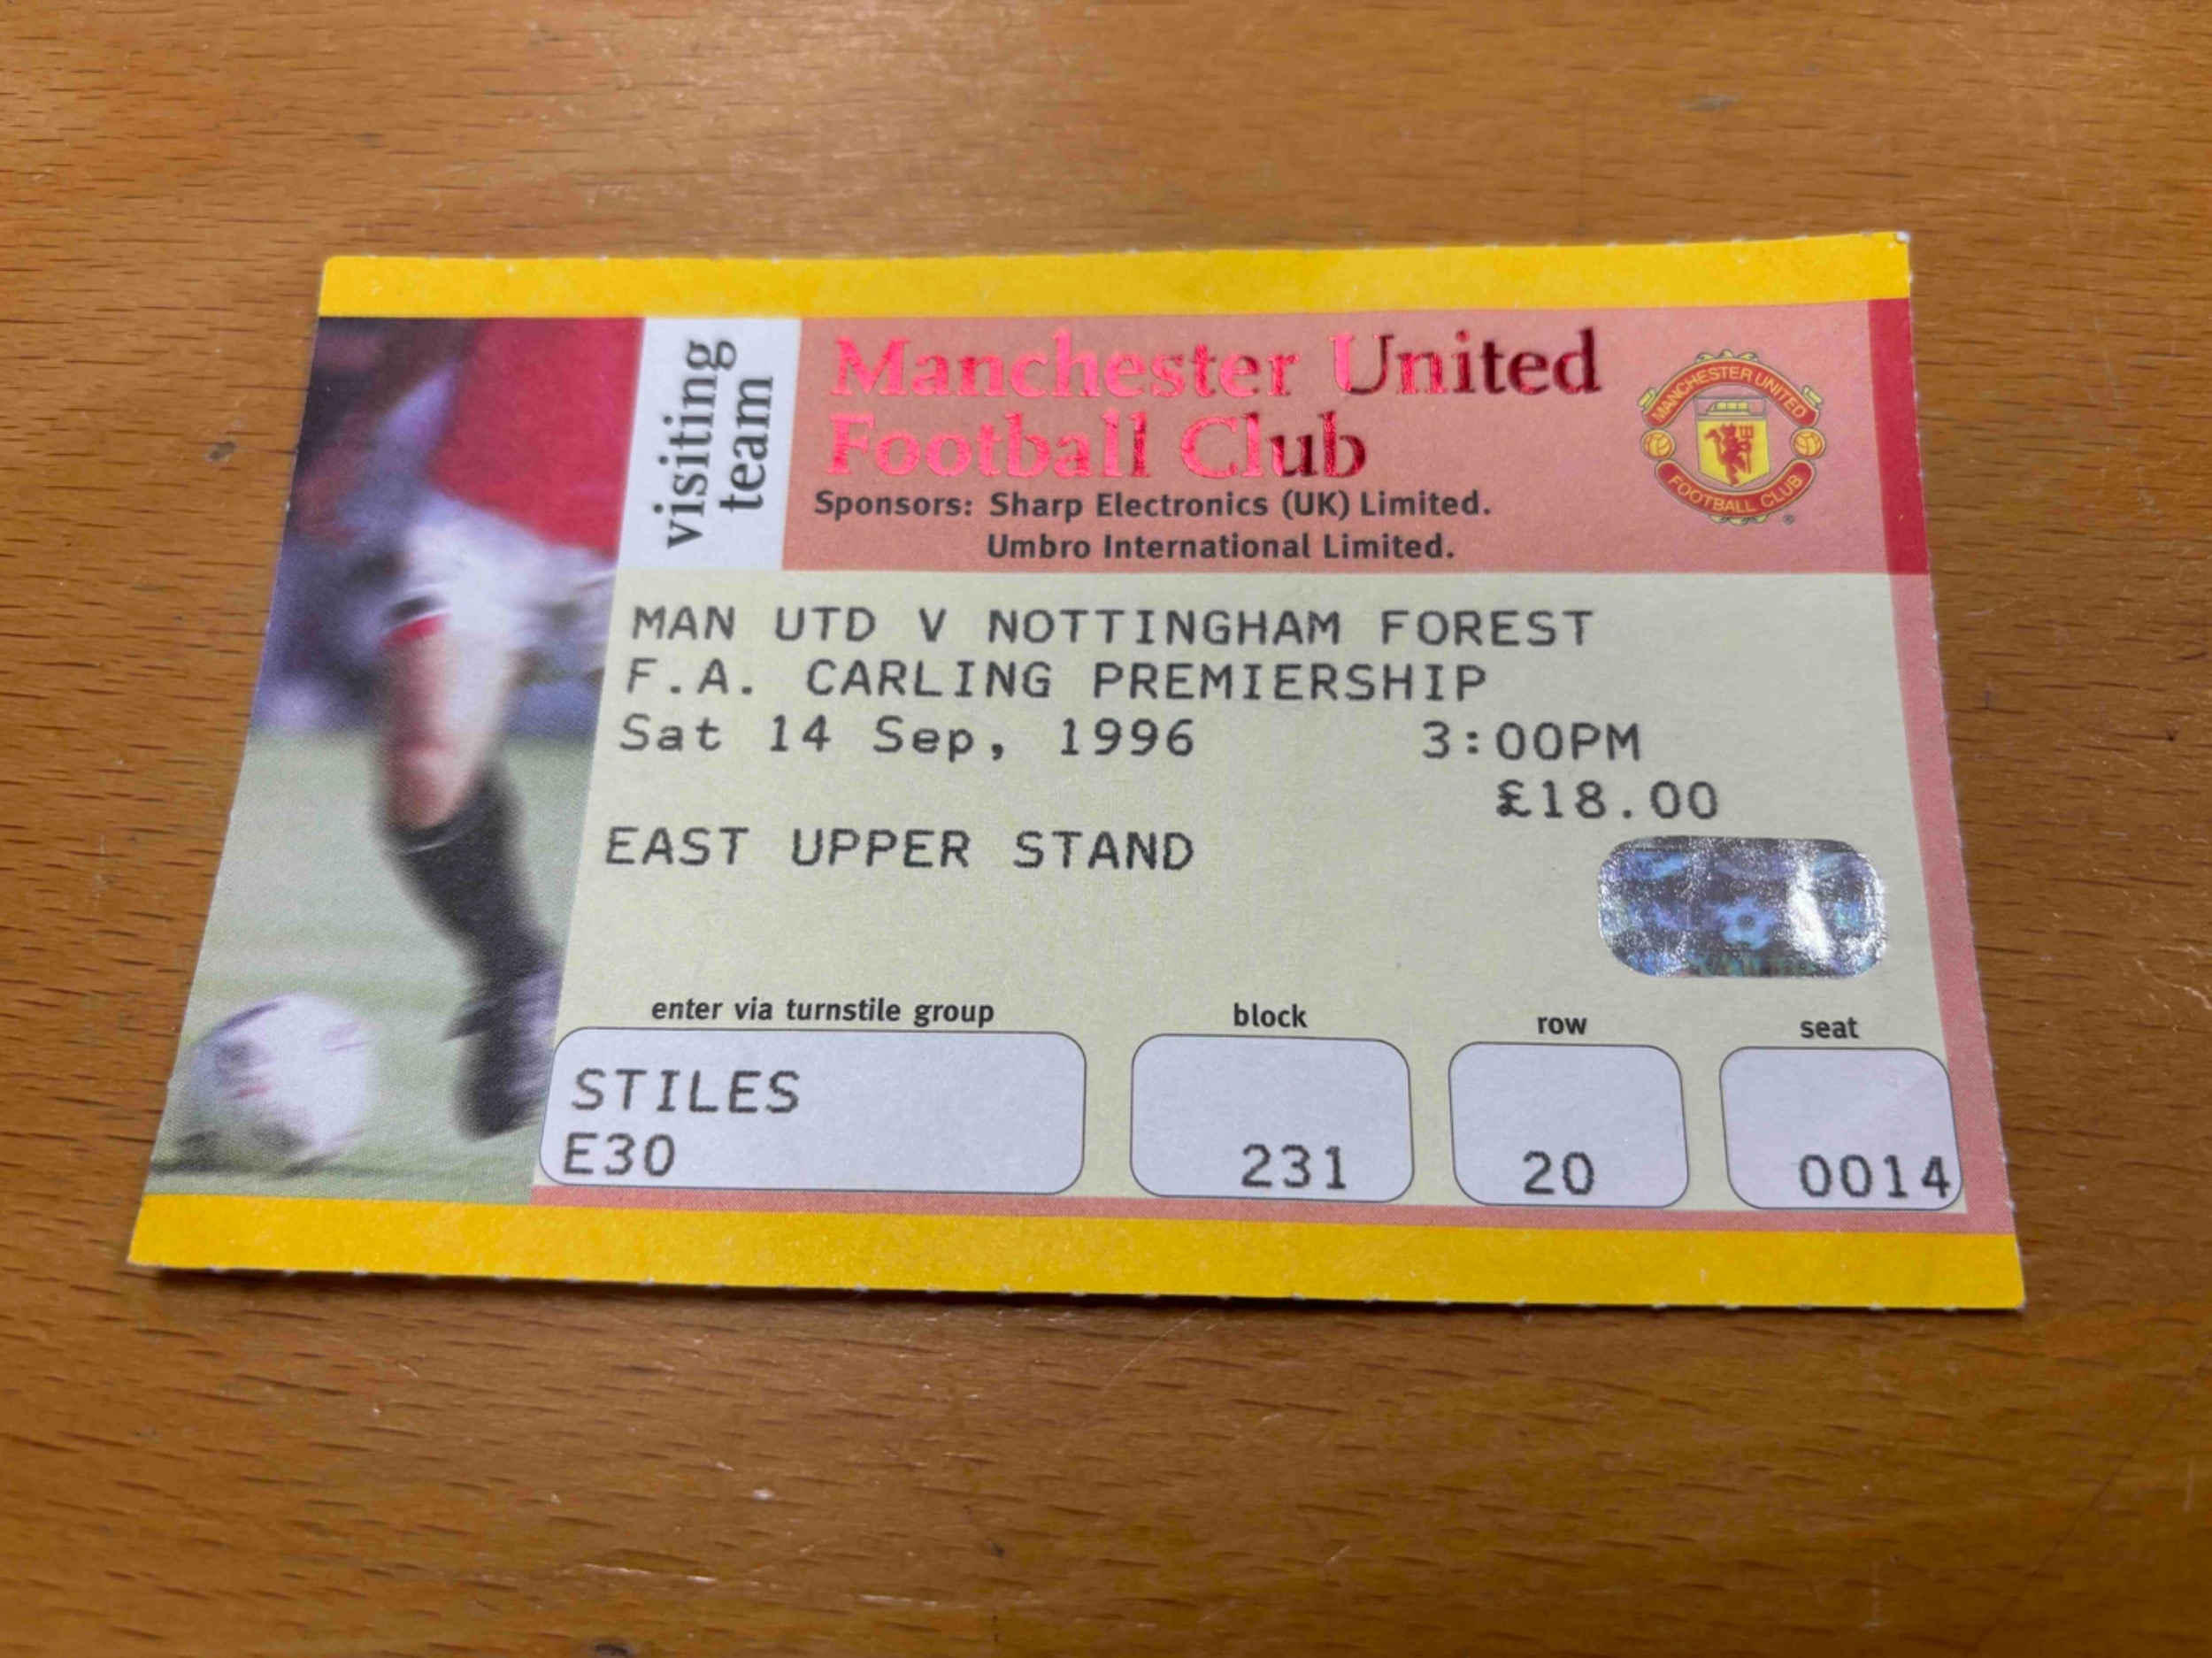 visiting
team
Manchester United
Football Club
Sponsors: Sharp Electronics (UK) Limited.
Umbro International Limited.
MANCHESTER UNITED
FOOTBALL CLUB
®
MAN UTD V NOTTINGHAM FOREST
F.A. CARLING PREMIERSHIP
Sat 14 Sep, 1996 3:00PM
£18.00
EAST UPPER STAND
enter via turnstile group block row seat
STILES
E30 231 20 0014